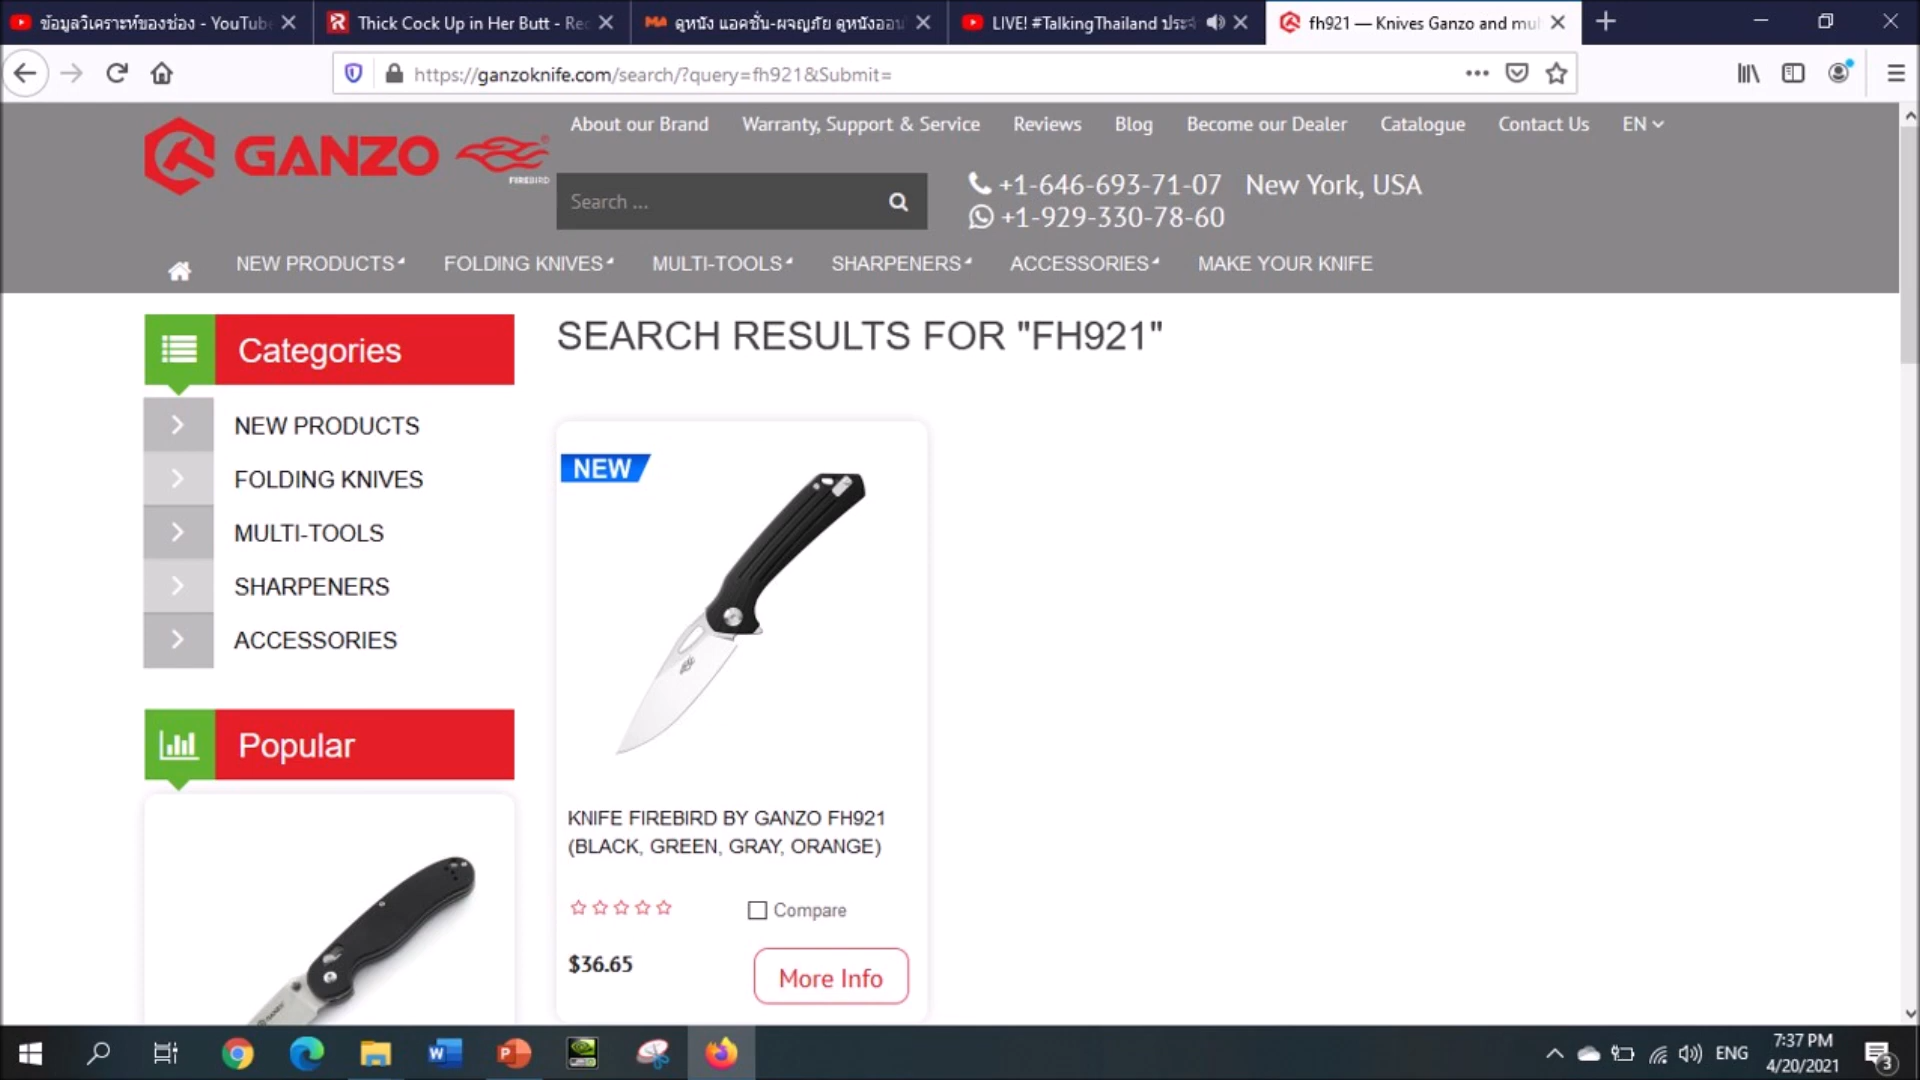 ข้อมูลวิเคราะห์ของช่อง - YouTube
Thick Cock Up in Her Butt - Re
ดูหนัง แอคชั่น-ผจญภัย ดูหนังออน
LIVE! #TalkingThailand ประจ
fh921 — Knives Ganzo and mul
https://ganzoknife.com/search/?query=fh921&Submit=
About our Brand Warranty, Support & Service Reviews Blog Become our Dealer Catalogue Contact Us EN
GANZO
FIREBIRD
Search ...
+1-646-693-71-07 New York, USA
+1-929-330-78-60
NEW PRODUCTS FOLDING KNIVES MULTI-TOOLS SHARPENERS ACCESSORIES MAKE YOUR KNIFE
Categories
NEW PRODUCTS
FOLDING KNIVES
MULTI-TOOLS
SHARPENERS
ACCESSORIES
Popular
SEARCH RESULTS FOR "FH921"
NEW
KNIFE FIREBIRD BY GANZO FH921
(BLACK, GREEN, GRAY, ORANGE)
Compare
$36.65
More Info
ENG
7:37 PM
4/20/2021
3